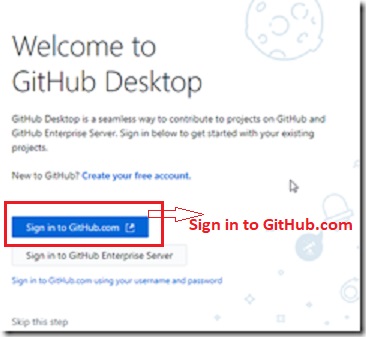 Welcome to
GitHub Desktop
GitHub Desktop is a seamless way to contribute to projects on GitHub and
GitHub Enterprise Server. Sign in below to get started with your existing
projects.
New to GitHub? Create your free account.
Sign in to GitHub.com
Sign in to GitHub.com
Sign in to GitHub Enterprise Server
Sign in to GitHub.com using your username and password
Skip this step